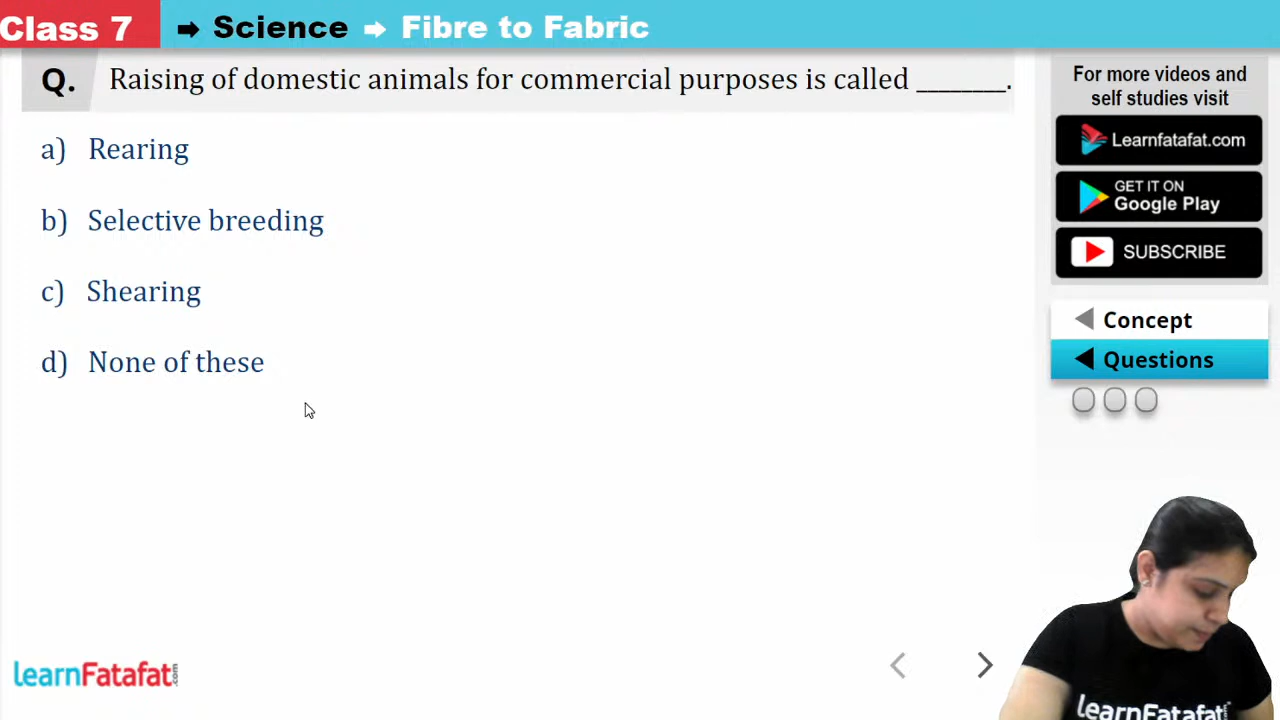 Class 7 ➡ Science ➡ Fibre to Fabric
Q. Raising of domestic animals for commercial purposes is called ________.
a) Rearing
b) Selective breeding
c) Shearing
d) None of these
For more videos and
self studies visit
Learnfatafat.com
GET IT ON
Google Play
SUBSCRIBE
Concept
Questions
learnFatafat.com
learnFatafat